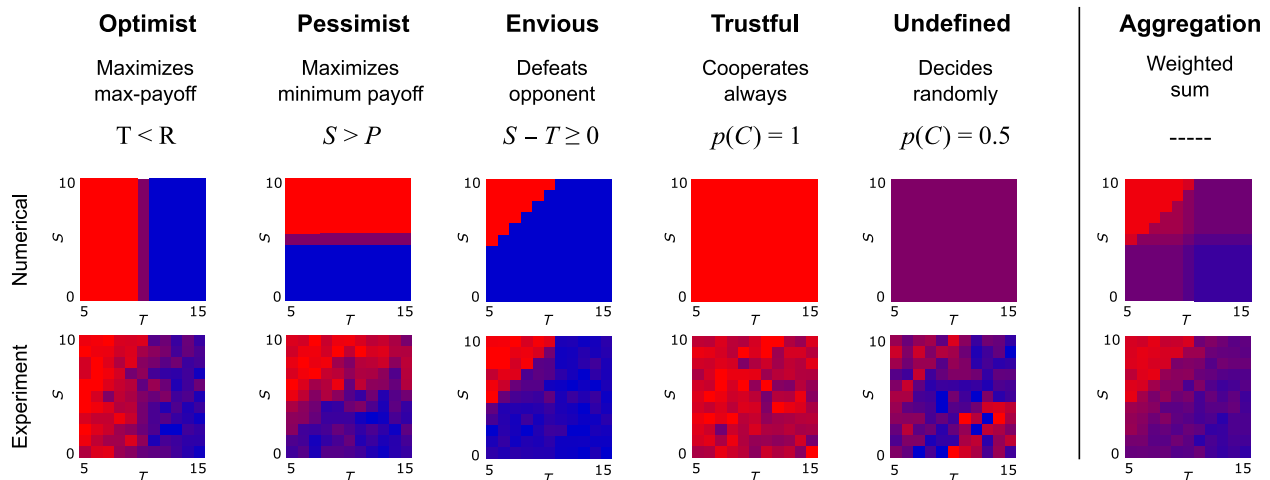 Optimist Pessimist Envious Trustful Undefined Aggregation
Maximizes Maximizes Defeats Cooperates Decides Weighted
max-payoff minimum payoff opponent always randomly sum
T < R S > P S – T ≥ 0 p(C) = 1 p(C) = 0.5 -----
Numerical
10 10 10 10 10 10
S S S S S S
0 0 0 0 0 0
5 15 5 15 5 15 5 15 5 15 5 15
T T T T T T
Experiment
10 10 10 10 10 10
S S S S S S
0 0 0 0 0 0
5 15 5 15 5 15 5 15 5 15 5 15
T T T T T T